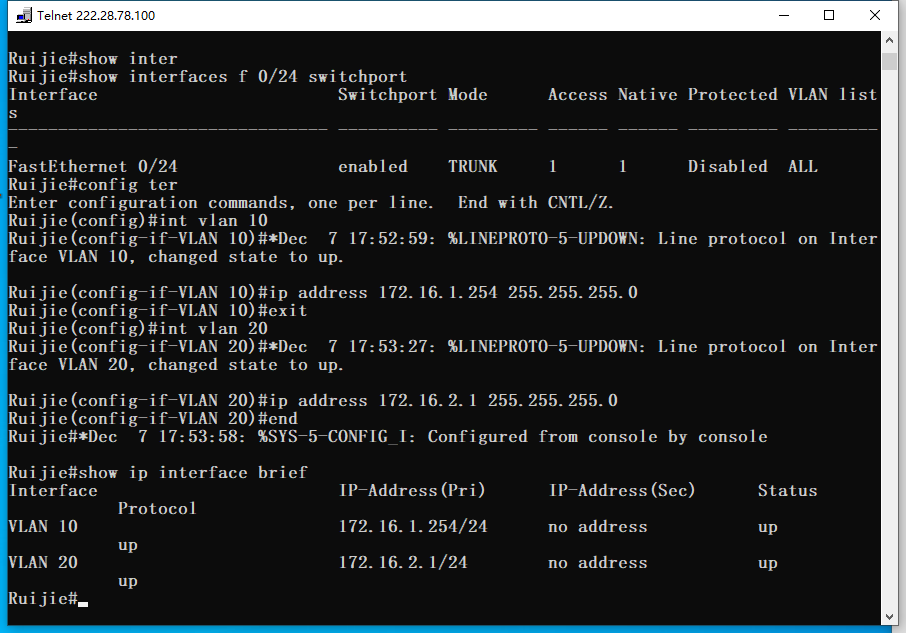 Telnet 222.28.78.100
Ruijie#show inter
Ruijie#show interfaces f 0/24 switchport
Interface                        Switchport Mode      Access Native Protected VLAN list
s
-------------------------------- ---------- --------- ------ ------ --------- ---------
-
FastEthernet 0/24                enabled    TRUNK     1      1      Disabled  ALL
Ruijie#config ter
Enter configuration commands, one per line.  End with CNTL/Z.
Ruijie(config)#int vlan 10
Ruijie(config-if-VLAN 10)#*Dec  7 17:52:59: %LINEPROTO-5-UPDOWN: Line protocol on Inter
face VLAN 10, changed state to up.
Ruijie(config-if-VLAN 10)#ip address 172.16.1.254 255.255.255.0
Ruijie(config-if-VLAN 10)#exit
Ruijie(config)#int vlan 20
Ruijie(config-if-VLAN 20)#*Dec  7 17:53:27: %LINEPROTO-5-UPDOWN: Line protocol on Inter
face VLAN 20, changed state to up.
Ruijie(config-if-VLAN 20)#ip address 172.16.2.1 255.255.255.0
Ruijie(config-if-VLAN 20)#end
Ruijie#*Dec  7 17:53:58: %SYS-5-CONFIG_I: Configured from console by console
Ruijie#show ip interface brief
Interface                        IP-Address(Pri)      IP-Address(Sec)      Status
           Protocol
VLAN 10                          172.16.1.254/24      no address           up
           up
VLAN 20                          172.16.2.1/24        no address           up
           up
Ruijie#